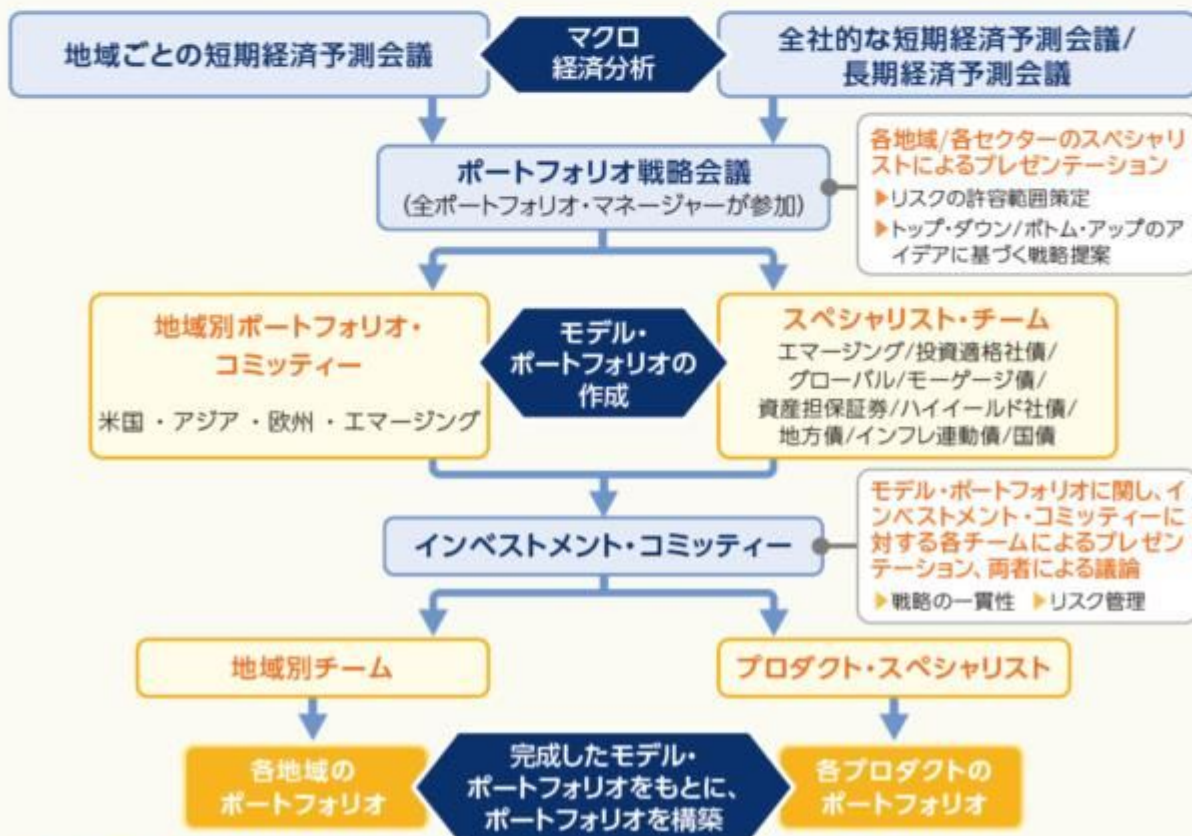 地域ごとの短期経済予測会議
マクロ
経済分析
全社的な短期経済予測会議/
長期経済予測会議
ポートフォリオ戦略会議
(全ポートフォリオ・マネージャーが参加)
各地域/各セクターのスペシャリ
ストによるプレゼンテーション
▶リスクの許容範囲策定
▶トップ・ダウン/ボトム・アップのア
イデアに基づく戦略提案
地域別ポートフォリオ・
コミッティー
米国・アジア・欧州・エマージング
モデル・
ポートフォリオの
作成
スペシャリスト・チーム
エマージング/投資適格社債/
グローバル/モーゲージ債/
資産担保証券/ハイイールド社債/
地方債/インフレ連動債/国債
インベストメント・コミッティー
モデル・ポートフォリオに関し、イ
ンベストメント・コミッティーに
対する各チームによるプレゼン
テーション、両者による議論
▶戦略の一貫性 ▶リスク管理
地域別チーム
プロダクト・スペシャリスト
各地域の
ポートフォリオ
完成したモデル・
ポートフォリオをもとに、
ポートフォリオを構築
各プロダクトの
ポートフォリオ